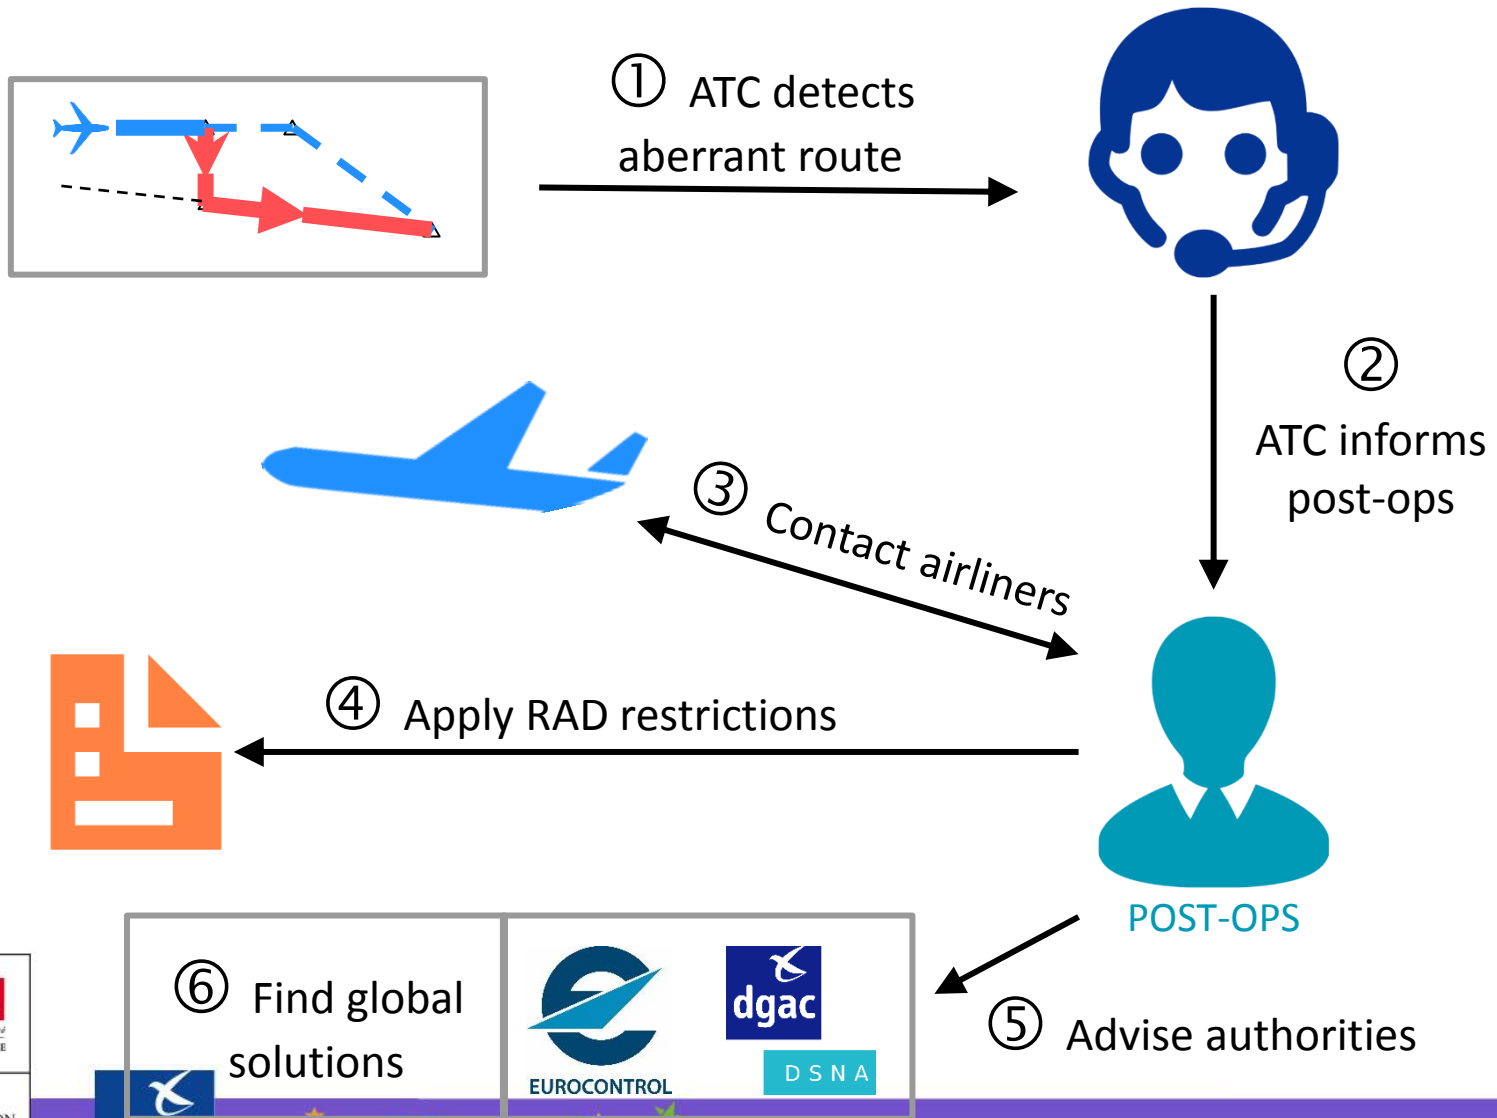 ① ATC detects
aberrant route
②
ATC informs
post-ops
③ Contact airliners
④ Apply RAD restrictions
POST-OPS
⑤ Advise authorities
⑥ Find global
solutions
EUROCONTROL
dgac
DSNA